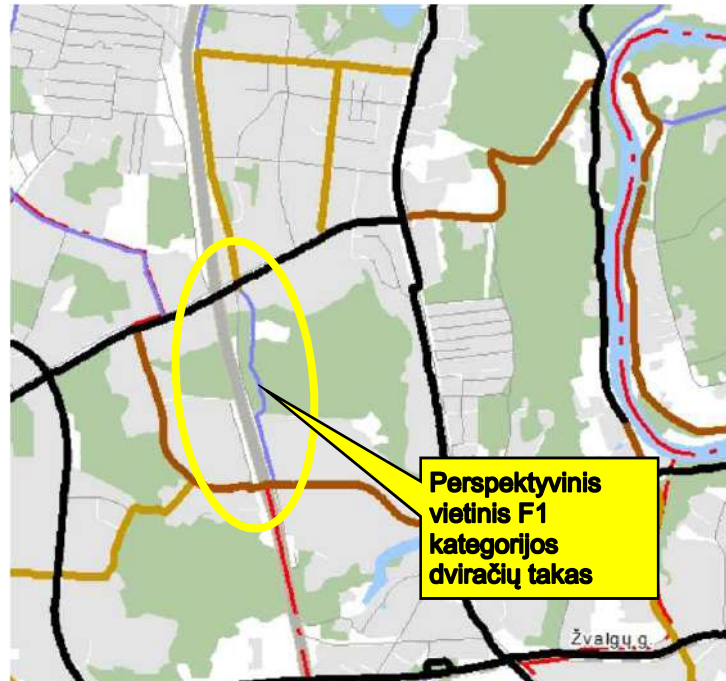 Perspektyvinis
vietinis F1
kategorijos
dviračių takas
Žvalgų g.